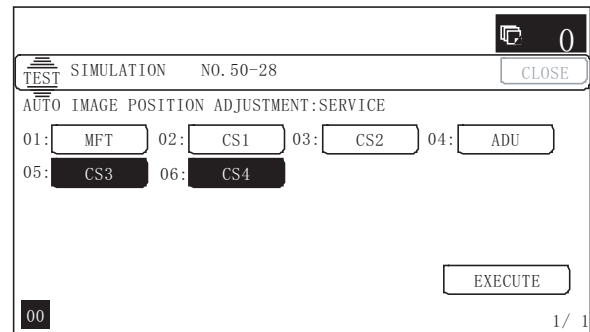 0
TEST SIMULATION NO.50-28 CLOSE
AUTO IMAGE POSITION ADJUSTMENT:SERVICE
01: MFT 02: CS1 03: CS2 04: ADU
05: CS3 06: CS4
EXECUTE
00 1/ 1